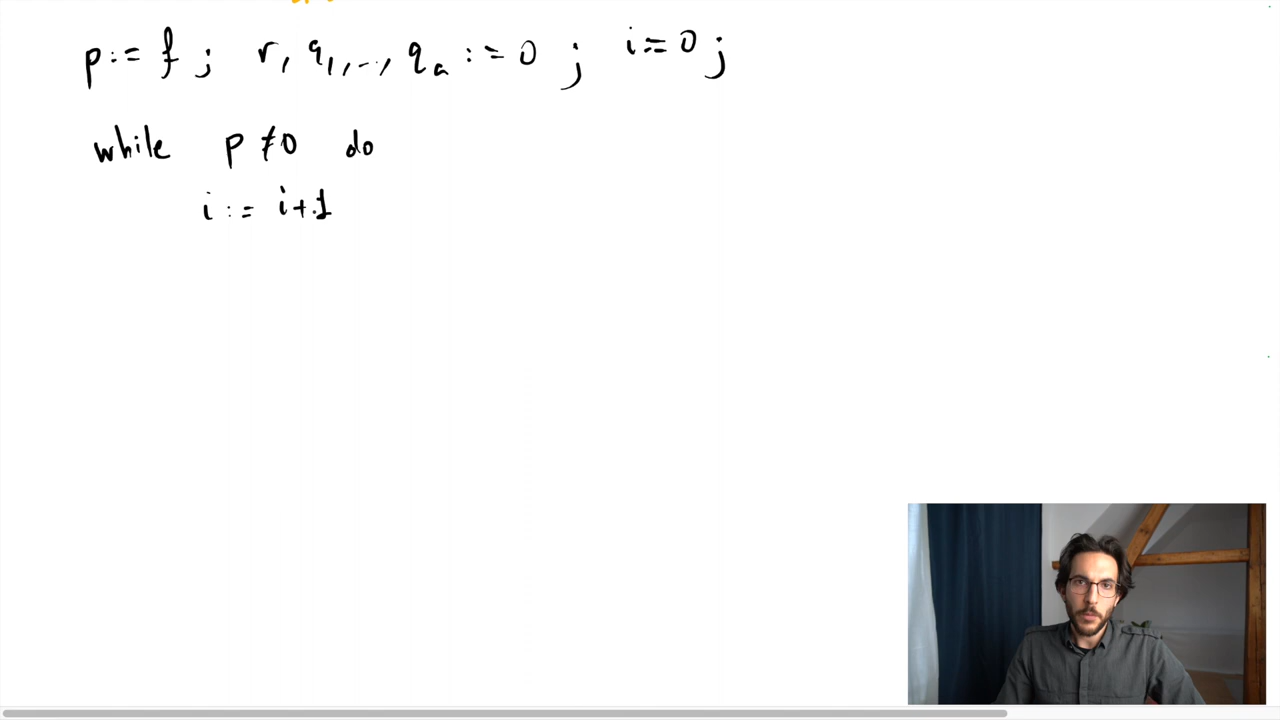 p := f ; r, q₁, ..., qₐ := 0 ; i := 0 ;
while p ≠ 0 do
i := i+1